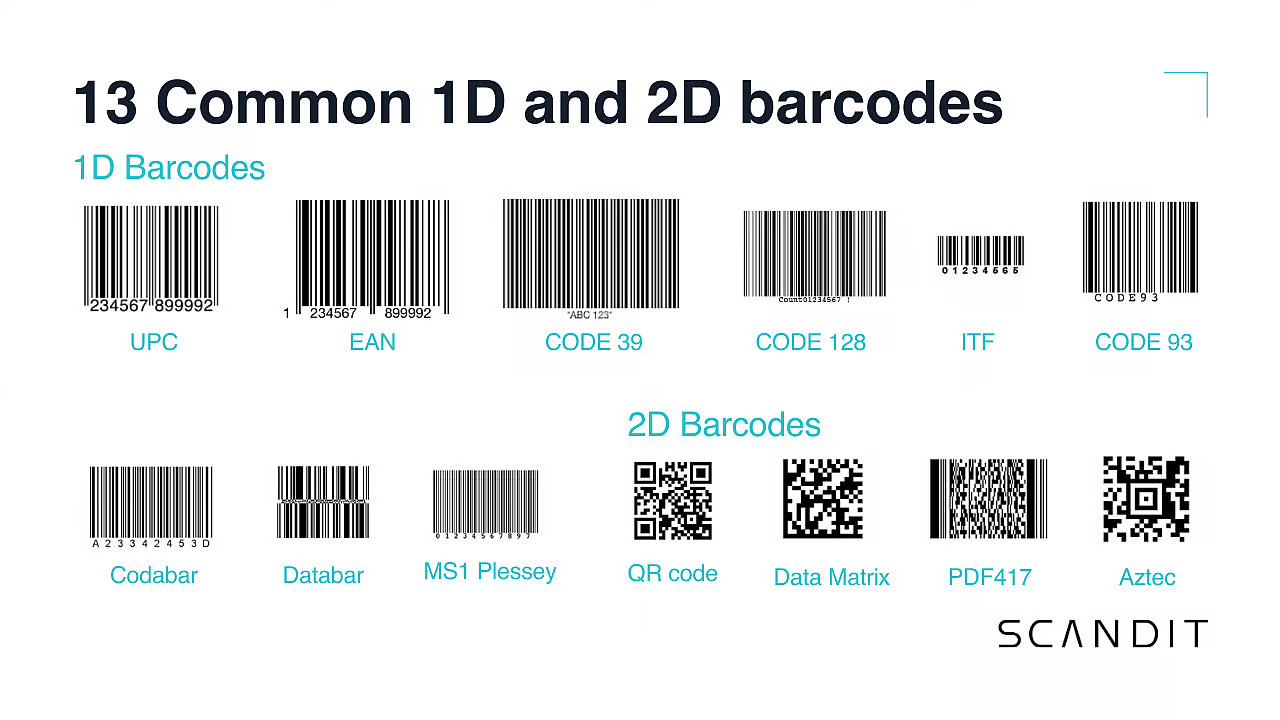 13 Common 1D and 2D barcodes
1D Barcodes
234567 899992
1 234567 899992
"ABC 123"
Count01234567 !
01234565
CODE93
UPC
EAN
CODE 39
CODE 128
ITF
CODE 93
2D Barcodes
A23342453D
01234567897
Codabar
Databar
MS1 Plessey
QR code
Data Matrix
PDF417
Aztec
SCANDIT